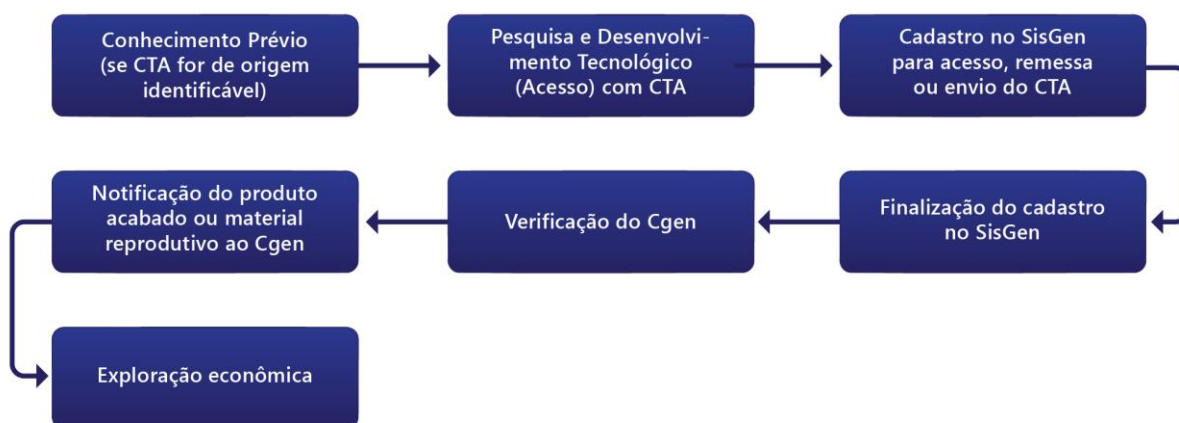 Conhecimento Prévio
(se CTA for de origem
identificável)
Pesquisa e Desenvolvi-
mento Tecnológico
(Acesso) com CTA
Cadastro no SisGen
para acesso, remessa
ou envio do CTA
Finalização do cadastro
no SisGen
Verificação do Cgen
Notificação do produto
acabado ou material
reprodutivo ao Cgen
Exploração econômica